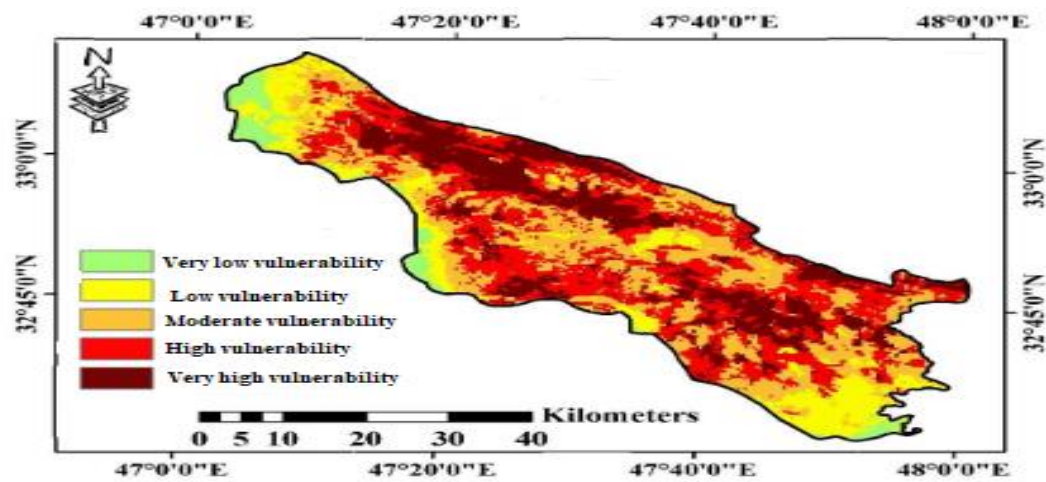 47°0'0"E 47°20'0"E 47°40'0"E 48°0'0"E
N
33°0'0"N
33°0'0"N
32°45'0"N
32°45'0"N
Very low vulnerability
Low vulnerability
Moderate vulnerability
High vulnerability
Very high vulnerability
Kilometers
0 5 10 20 30 40
47°0'0"E 47°20'0"E 47°40'0"E 48°0'0"E